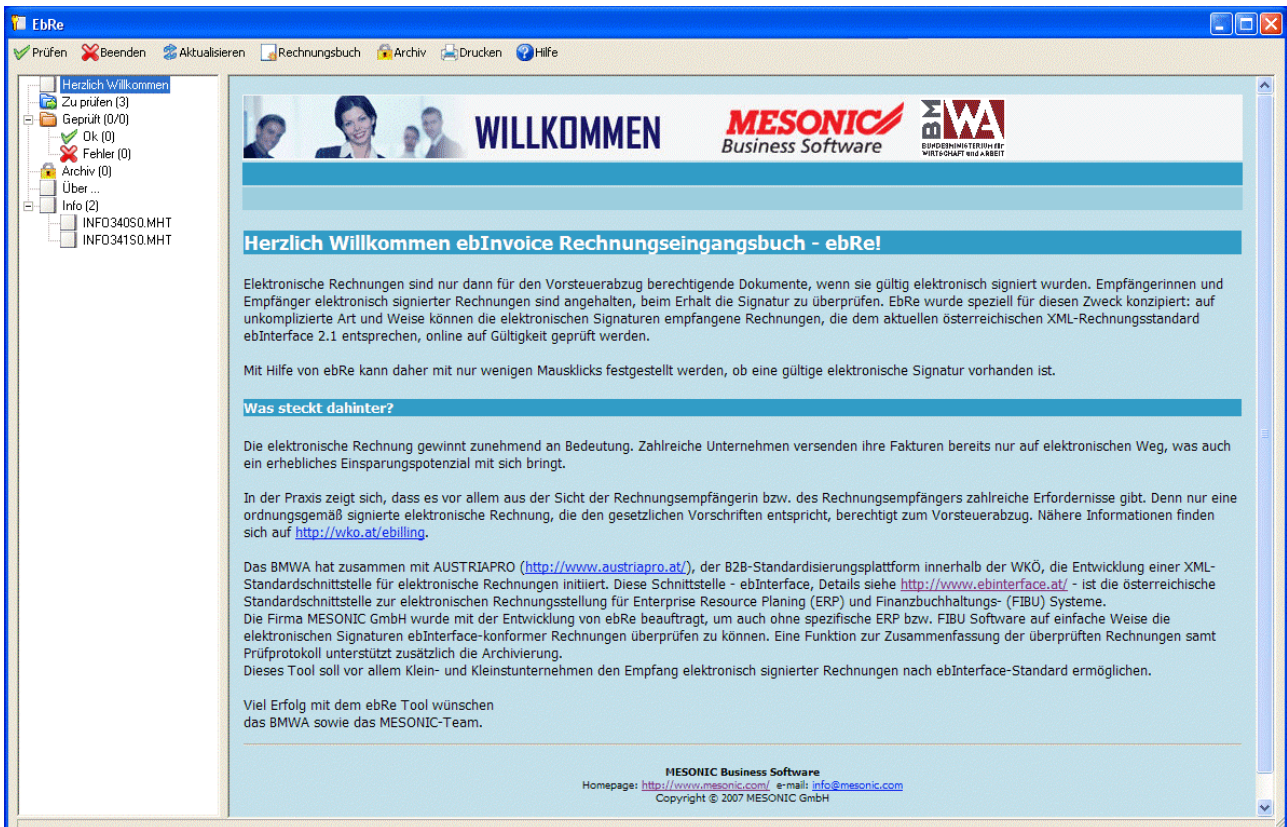 EbRe
Prüfen Beenden Aktualisieren Rechnungsbuch Archiv Drucken Hilfe
Herzlich Willkommen
Zu prüfen (3)
Geprüft (0/0)
Ok (0)
Fehler (0)
Archiv (0)
Über ...
Info (2)
INFO340S0.MHT
INFO341S0.MHT
WILLKOMMEN
MESONIC
Business Software
BM
WA
BUNDESMINISTERIUM für
WIRTSCHAFT und ARBEIT
Herzlich Willkommen ebInvoice Rechnungseingangsbuch - ebRe!
Elektronische Rechnungen sind nur dann für den Vorsteuerabzug berechtigende Dokumente, wenn sie gültig elektronisch signiert wurden. Empfängerinnen und
Empfänger elektronisch signierter Rechnungen sind angehalten, beim Erhalt die Signatur zu überprüfen. EbRe wurde speziell für diesen Zweck konzipiert: auf
unkomplizierte Art und Weise können die elektronischen Signaturen empfangene Rechnungen, die dem aktuellen österreichischen XML-Rechnungsstandard
ebInterface 2.1 entsprechen, online auf Gültigkeit geprüft werden.
Mit Hilfe von ebRe kann daher mit nur wenigen Mausklicks festgestellt werden, ob eine gültige elektronische Signatur vorhanden ist.
Was steckt dahinter?
Die elektronische Rechnung gewinnt zunehmend an Bedeutung. Zahlreiche Unternehmen versenden ihre Fakturen bereits nur auf elektronischen Weg, was auch
ein erhebliches Einsparungspotenzial mit sich bringt.
In der Praxis zeigt sich, dass es vor allem aus der Sicht der Rechnungsempfängerin bzw. des Rechnungsempfängers zahlreiche Erfordernisse gibt. Denn nur eine
ordnungsgemäß signierte elektronische Rechnung, die den gesetzlichen Vorschriften entspricht, berechtigt zum Vorsteuerabzug. Nähere Informationen finden
sich auf http://wko.at/ebilling.
Das BMWA hat zusammen mit AUSTRIAPRO (http://www.austriapro.at/), der B2B-Standardisierungsplattform innerhalb der WKÖ, die Entwicklung einer XML-
Standardschnittstelle für elektronische Rechnungen initiiert. Diese Schnittstelle - ebInterface, Details siehe http://www.ebinterface.at/ - ist die österreichische
Standardschnittstelle zur elektronischen Rechnungsstellung für Enterprise Resource Planing (ERP) und Finanzbuchhaltungs- (FIBU) Systeme.
Die Firma MESONIC GmbH wurde mit der Entwicklung von ebRe beauftragt, um auch ohne spezifische ERP bzw. FIBU Software auf einfache Weise die
elektronischen Signaturen ebInterface-konformer Rechnungen überprüfen zu können. Eine Funktion zur Zusammenfassung der überprüften Rechnungen samt
Prüfprotokoll unterstützt zusätzlich die Archivierung.
Dieses Tool soll vor allem Klein- und Kleinstunternehmen den Empfang elektronisch signierter Rechnungen nach ebInterface-Standard ermöglichen.
Viel Erfolg mit dem ebRe Tool wünschen
das BMWA sowie das MESONIC-Team.
MESONIC Business Software
Homepage: http://www.mesonic.com/ e-mail: info@mesonic.com
Copyright © 2007 MESONIC GmbH